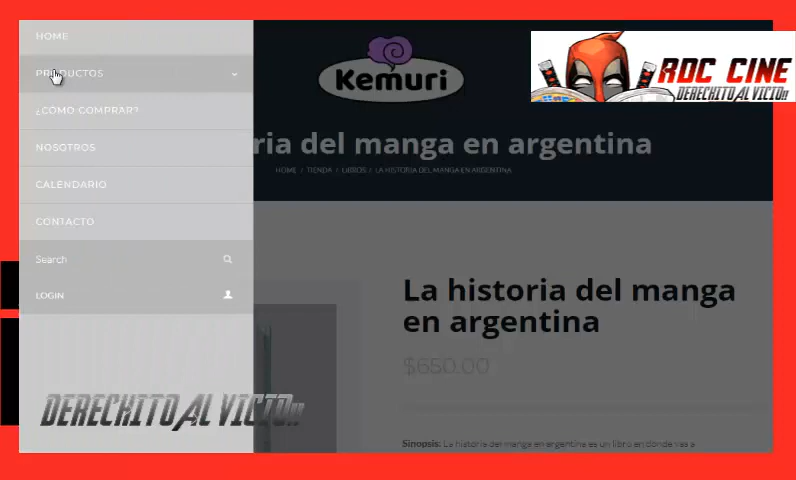 HOME
PRODUCTOS
¿COMO COMPRAR?
NOSOTROS
CALENDARIO
CONTACTO
Search
LOGIN
DERECHITO AL VICIO!!
Kemuri
RDC CINE
DERECHITO AL VICIO!!
ria del manga en argentina
HOME / TIENDA / LIBROS / LA HISTORIA DEL MANGA EN ARGENTINA
La historia del manga
en argentina
$650.00
Sinopsis: La historia del manga en argentina es un libro en donde vas a